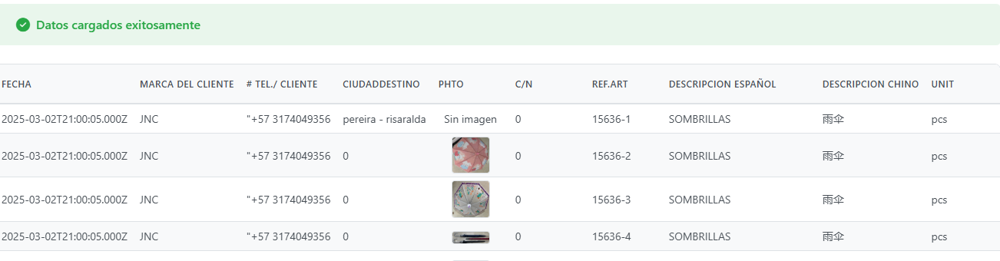 Datos cargados exitosamente
FECHA MARCA DEL CLIENTE # TEL./ CLIENTE CIUDADDESTINO PHTO C/N REF.ART DESCRIPCION ESPAÑOL DESCRIPCION CHINO UNIT
2025-03-02T21:00:05.000Z JNC "+57 3174049356 pereira - risaralda Sin imagen 0 15636-1 SOMBRILLAS 雨伞 pcs
2025-03-02T21:00:05.000Z JNC "+57 3174049356 0 0 15636-2 SOMBRILLAS 雨伞 pcs
2025-03-02T21:00:05.000Z JNC "+57 3174049356 0 0 15636-3 SOMBRILLAS 雨伞 pcs
2025-03-02T21:00:05.000Z JNC "+57 3174049356 0 0 15636-4 SOMBRILLAS 雨伞 pcs